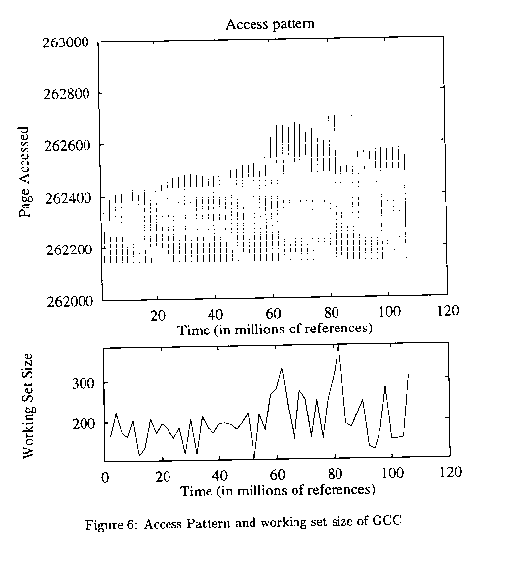 Access pattern
263000
262800
262600
262400
262200
262000
Page Accessed
20 40 60 80 100 120
Time (in millions of references)
Working Set Size
300
200
0 20 40 60 80 100 120
Time (in millions of references)
Figure 6: Access Pattern and working set size of GCC